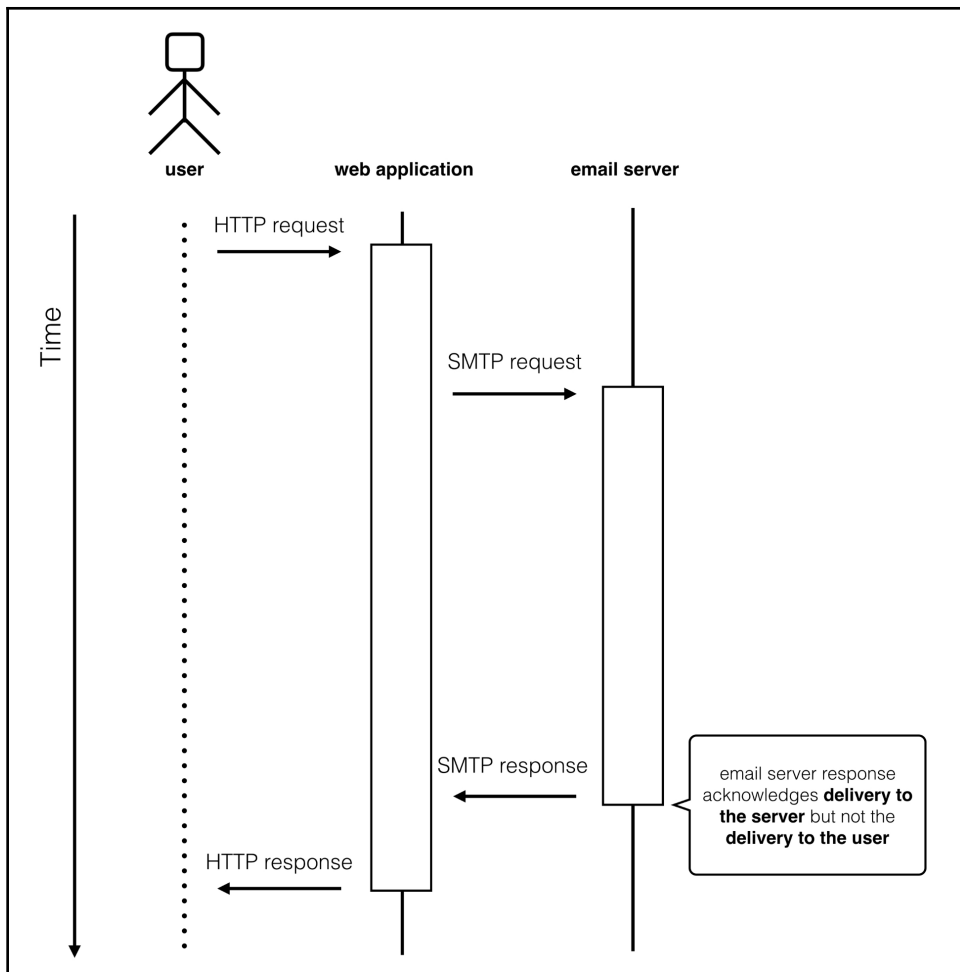 user
web application
email server
HTTP request
Time
SMTP request
SMTP response
email server response
acknowledges delivery to
the server but not the
delivery to the user
HTTP response